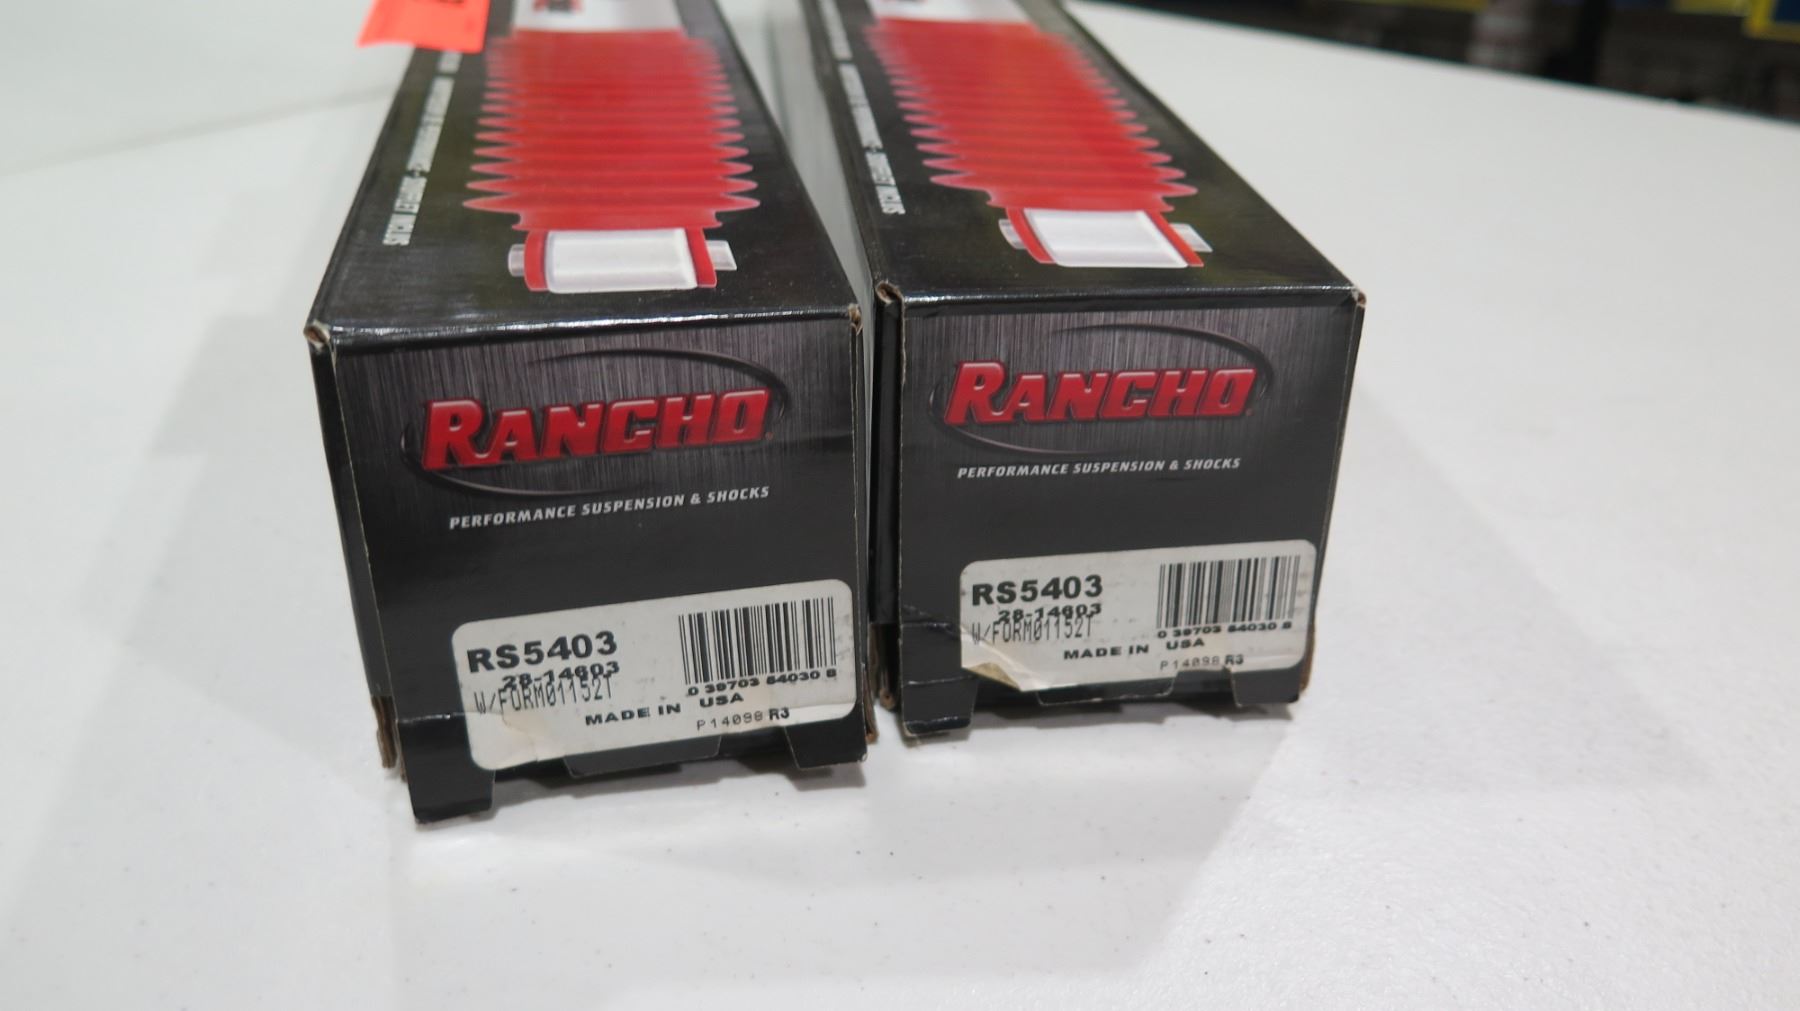 RANCHO
PERFORMANCE SUSPENSION & SHOCKS
RS5403
28-14603
W/FORM01152T
0 39703 54030 8
MADE IN USA
P14098 R3
RANCHO
PERFORMANCE SUSPENSION & SHOCKS
RS5403
28-14603
W/FORM01152T
0 39703 54030 8
MADE IN USA
P14098 R3